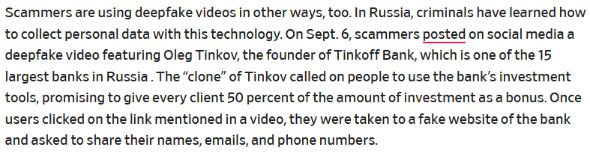 Scammers are using deepfake videos in other ways, too. In Russia, criminals have learned how
to collect personal data with this technology. On Sept. 6, scammers posted on social media a
deepfake video featuring Oleg Tinkov, the founder of Tinkoff Bank, which is one of the 15
largest banks in Russia . The “clone” of Tinkov called on people to use the bank’s investment
tools, promising to give every client 50 percent of the amount of investment as a bonus. Once
users clicked on the link mentioned in a video, they were taken to a fake website of the bank
and asked to share their names, emails, and phone numbers.